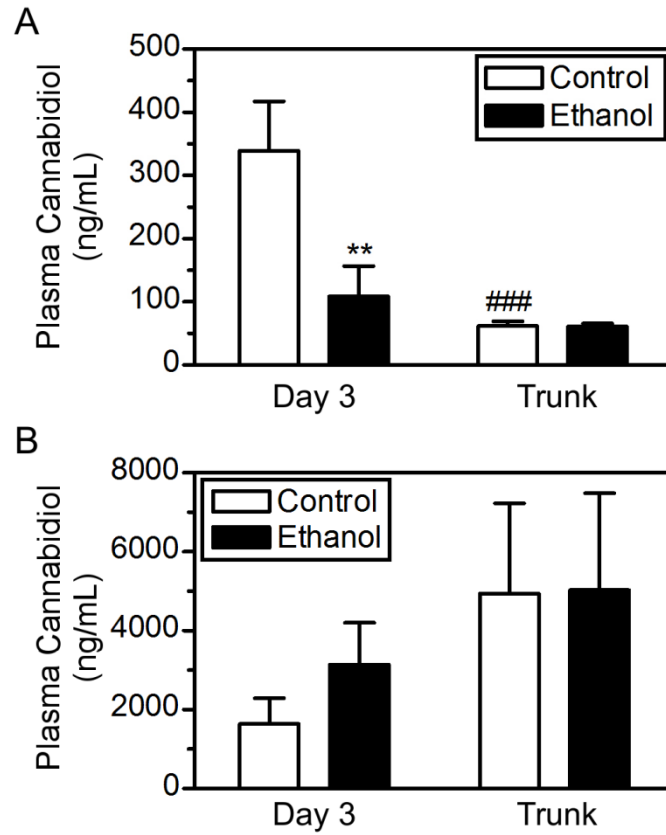 A
Plasma Cannabidiol
(ng/mL)
500
400
300
200
100
0
Control
Ethanol
**
###
Day 3
Trunk
B
Plasma Cannabidiol
(ng/mL)
8000
6000
4000
2000
0
Control
Ethanol
Day 3
Trunk